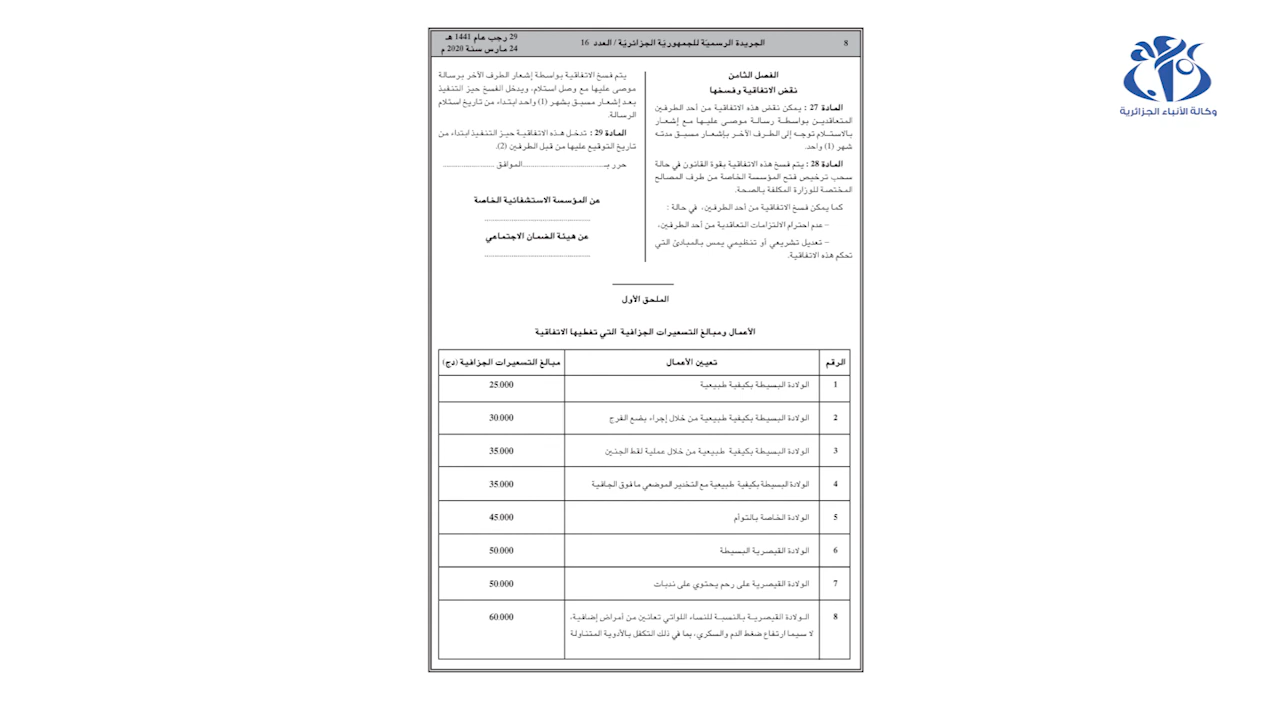 29 رجب عام 1441 هـ
24 مارس سنة 2020 م
الجريدة الرسمية للجمهورية الجزائرية / العدد 16
8
الفصل الثامن
نقض الاتفاقية وفسخها
المادة 27 : يمكن نقض هذه الاتفاقية من أحد الطرفين
المتعاقدين بواسطة رسالة موصى عليها مع إشعار
بالاستلام توجه إلى الطرف الآخر بإشعار مسبق مدته
شهر (1) واحد.
المادة 28 : يتم فسخ هذه الاتفاقية بقوة القانون في حالة
سحب ترخيص فتح المؤسسة الخاصة من طرف المصالح
المختصة للوزارة المكلفة بالصحة.
كما يمكن فسخ الاتفاقية من أحد الطرفين، في حالة :
– عدم احترام الالتزامات التعاقدية من أحد الطرفين،
– تعديل تشريعي أو تنظيمي يمس بالمبادئ التي
تحكم هذه الاتفاقية.
يتم فسخ الاتفاقية بواسطة إشعار الطرف الآخر برسالة
موصى عليها مع وصل استلام، ويدخل الفسخ حيز التنفيذ
بعد إشعار مسبق بشهر (1) واحد ابتداء من تاريخ استلام
الرسالة.
المادة 29 : تدخل هذه الاتفاقية حيز التنفيذ ابتداء من
تاريخ التوقيع عليها من قبل الطرفين (2).
حرر بـ..............................الموافق ....................
عن المؤسسة الاستشفائية الخاصة
........................................
عن هيئة الضمان الاجتماعي
........................................
الملحق الأول
الأعمال ومبالغ التسعيرات الجزافية التي تغطيها الاتفاقية
الرقم تعيين الأعمال مبالغ التسعيرات الجزافية (دج)
1 الولادة البسيطة بكيفية طبيعية 25.000
2 الولادة البسيطة بكيفية طبيعية من خلال إجراء بضع الفرج 30.000
3 الولادة البسيطة بكيفية طبيعية من خلال عملية لقط الجنين 35.000
4 الولادة البسيطة بكيفية طبيعية مع التخدير الموضعي ما فوق الجافية 35.000
5 الولادة الخاصة بالتوأم 45.000
6 الولادة القيصرية البسيطة 50.000
7 الولادة القيصرية على رحم يحتوي على ندبات 50.000
8 الولادة القيصرية بالنسبة للنساء اللواتي تعانين من أمراض إضافية، 60.000
لا سيما ارتفاع ضغط الدم والسكري، بما في ذلك التكفل بالأدوية المتناولة
وكالة الأنباء الجزائرية